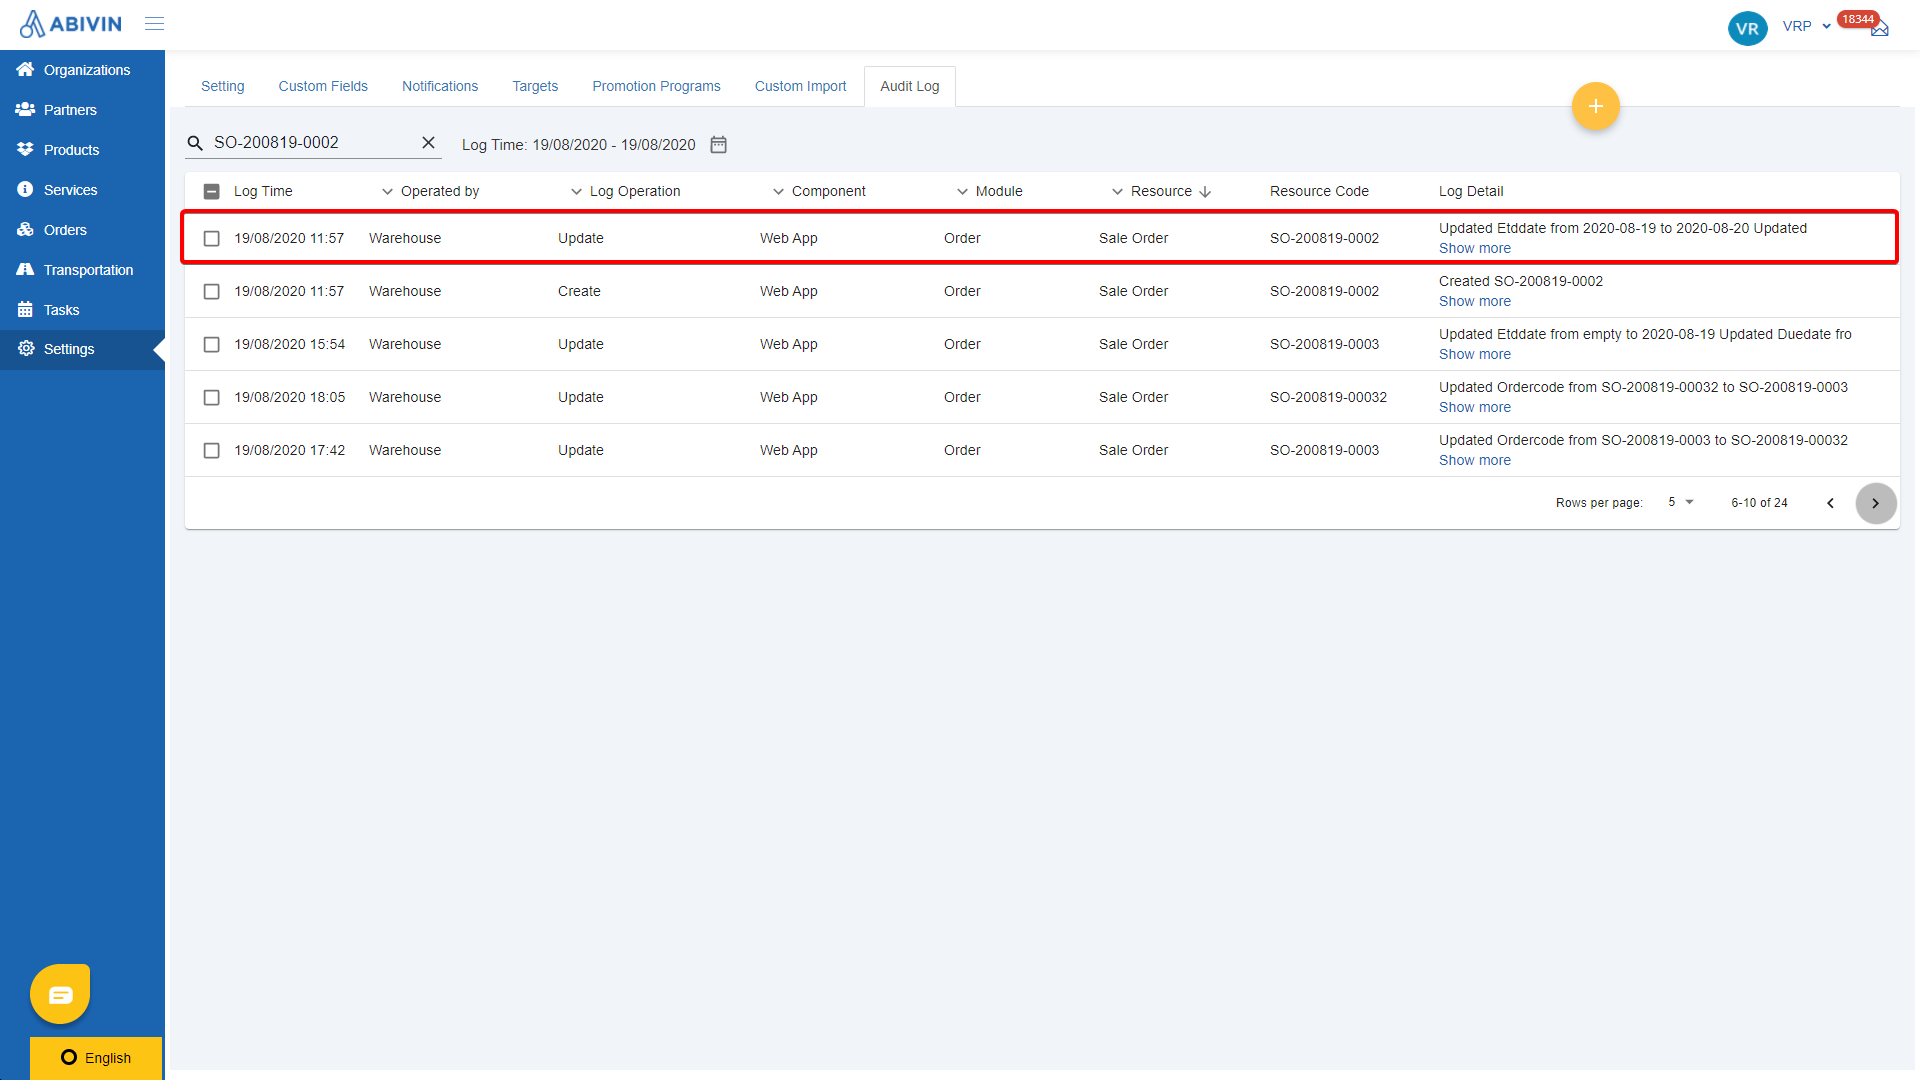 ABIVIN
VR
VRP
18344
Organizations
Partners
Products
Services
Orders
Transportation
Tasks
Settings
Setting Custom Fields Notifications Targets Promotion Programs Custom Import Audit Log
+
SO-200819-0002
Log Time: 19/08/2020 - 19/08/2020
Log Time Operated by Log Operation Component Module Resource Resource Code Log Detail
19/08/2020 11:57 Warehouse Update Web App Order Sale Order SO-200819-0002 Updated Etddate from 2020-08-19 to 2020-08-20 Updated
Show more
19/08/2020 11:57 Warehouse Create Web App Order Sale Order SO-200819-0002 Created SO-200819-0002
Show more
19/08/2020 15:54 Warehouse Update Web App Order Sale Order SO-200819-0003 Updated Etddate from empty to 2020-08-19 Updated Duedate fro
Show more
19/08/2020 18:05 Warehouse Update Web App Order Sale Order SO-200819-00032 Updated Ordercode from SO-200819-00032 to SO-200819-0003
Show more
19/08/2020 17:42 Warehouse Update Web App Order Sale Order SO-200819-0003 Updated Ordercode from SO-200819-0003 to SO-200819-00032
Show more
Rows per page: 5 6-10 of 24
English